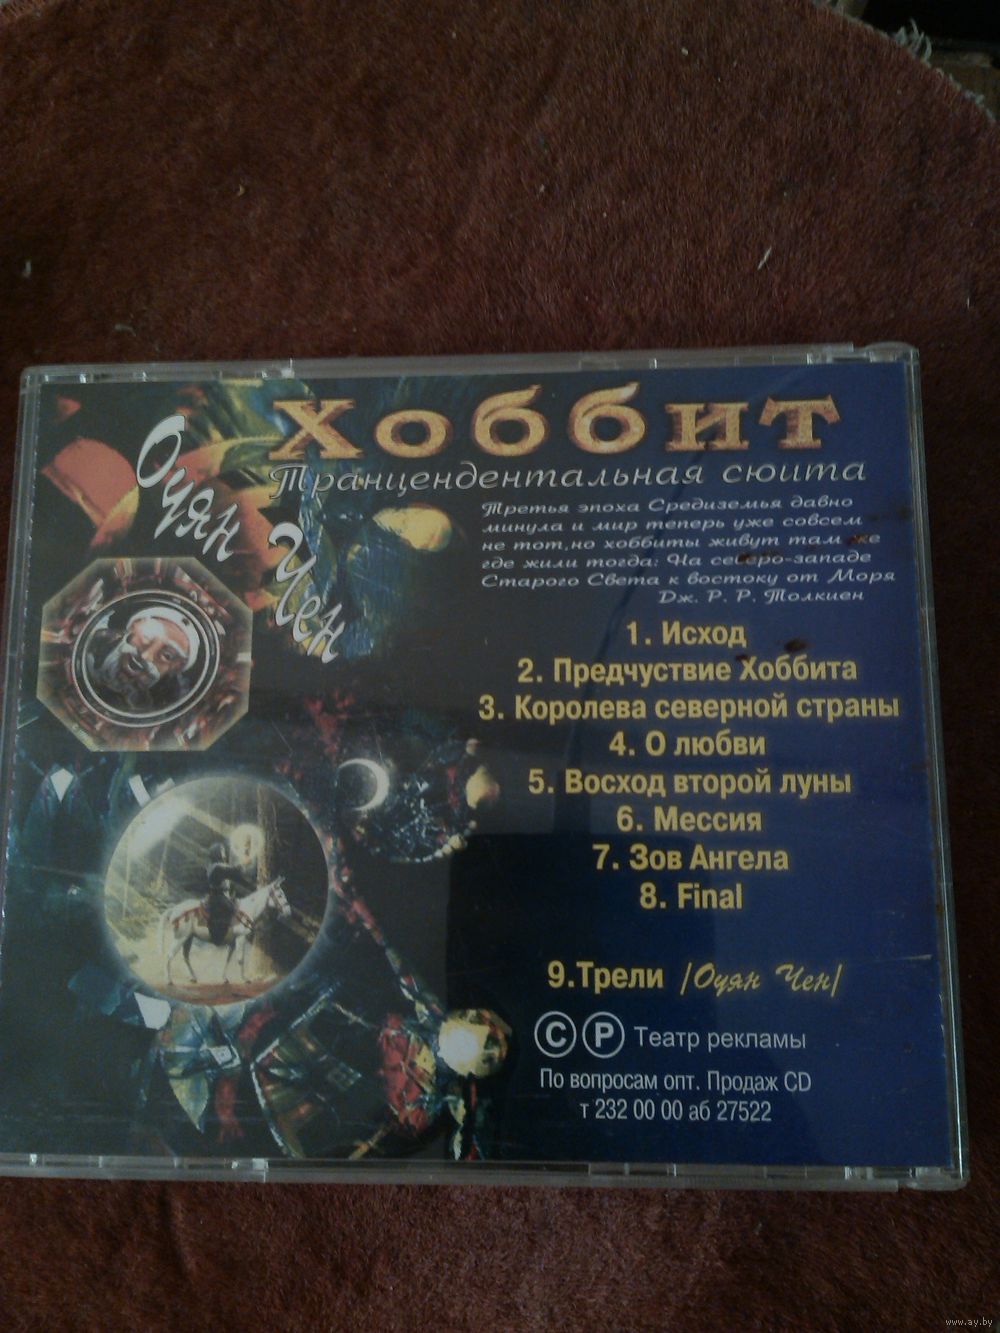 Хоббит
Оуян Чен
Транцендентальная сюита
Третья эпоха Средиземья давно
минула и мир теперь уже совсем
не тот, но хоббиты живут там же
где жили тогда: На северо-западе
Старого Света к востоку от Моря
Дж. Р. Р. Толкиен
1. Исход
2. Предчуствие Хоббита
3. Королева северной страны
4. О любви
5. Восход второй луны
6. Мессия
7. Зов Ангела
8. Final
9.Трели /Оуян Чен/
C P Театр рекламы
По вопросам опт. Продаж CD
т 232 00 00 аб 27522
www.ay.by